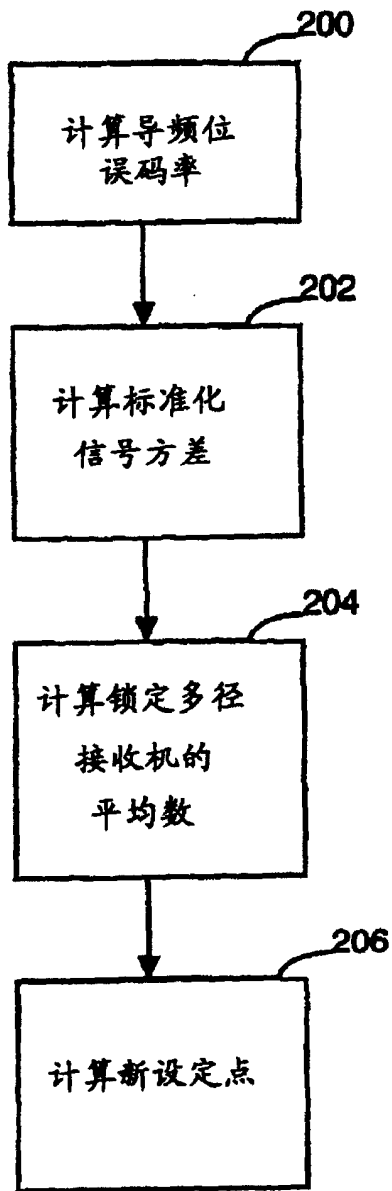 200
计算导频位
误码率
202
计算标准化
信号方差
204
计算锁定多径
接收机的
平均数
206
计算新设定点